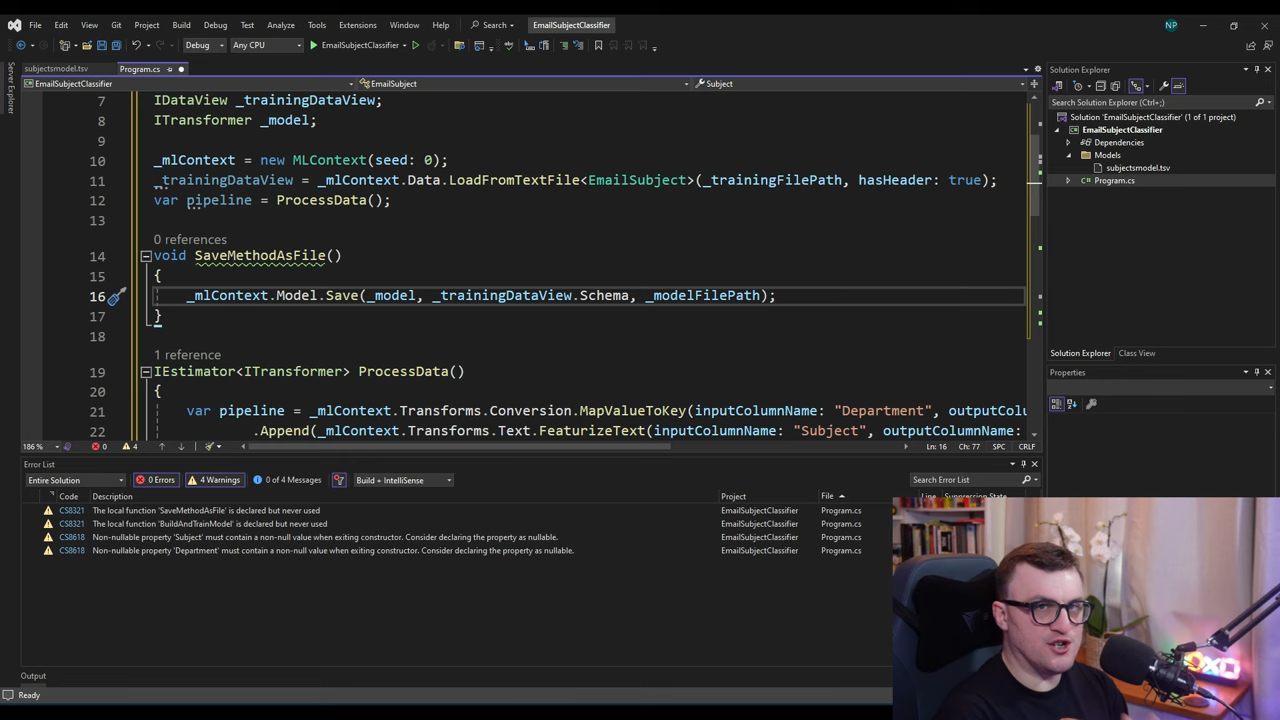 File Edit View Git Project Build Debug Test Analyze Tools Extensions Window Help Search EmailSubjectClassifier NP
Debug Any CPU EmailSubjectClassifier
Server Explorer
subjectsmodel.tsv Program.cs
EmailSubjectClassifier EmailSubject Subject
7 IDataView _trainingDataView;
8 ITransformer _model;
9
10 _mlContext = new MLContext(seed: 0);
11 _trainingDataView = _mlContext.Data.LoadFromTextFile<EmailSubject>(_trainingFilePath, hasHeader: true);
12 var pipeline = ProcessData();
13
0 references
14 void SaveMethodAsFile()
15 {
16 _mlContext.Model.Save(_model, _trainingDataView.Schema, _modelFilePath);
17 }
18
1 reference
19 IEstimator<ITransformer> ProcessData()
20 {
21 var pipeline = _mlContext.Transforms.Conversion.MapValueToKey(inputColumnName: "Department", outputColu
22 .Append(_mlContext.Transforms.Text.FeaturizeText(inputColumnName: "Subject", outputColumnName:
186 % 0 4 Ln: 16 Ch: 77 SPC CRLF
Solution Explorer
Search Solution Explorer (Ctrl+;)
Solution 'EmailSubjectClassifier' (1 of 1 project)
EmailSubjectClassifier
Dependencies
Models
subjectsmodel.tsv
C# Program.cs
Solution Explorer Class View
Properties
Error List
Entire Solution 0 Errors 4 Warnings 0 of 4 Messages Build + IntelliSense Search Error List
Code Description Project File Line Suppression State
CS8321 The local function 'SaveMethodAsFile' is declared but never used EmailSubjectClassifier Program.cs
CS8321 The local function 'BuildAndTrainModel' is declared but never used EmailSubjectClassifier Program.cs
CS8618 Non-nullable property 'Subject' must contain a non-null value when exiting constructor. Consider declaring the property as nullable. EmailSubjectClassifier Program.cs
CS8618 Non-nullable property 'Department' must contain a non-null value when exiting constructor. Consider declaring the property as nullable. EmailSubjectClassifier Program.cs
Output
Ready